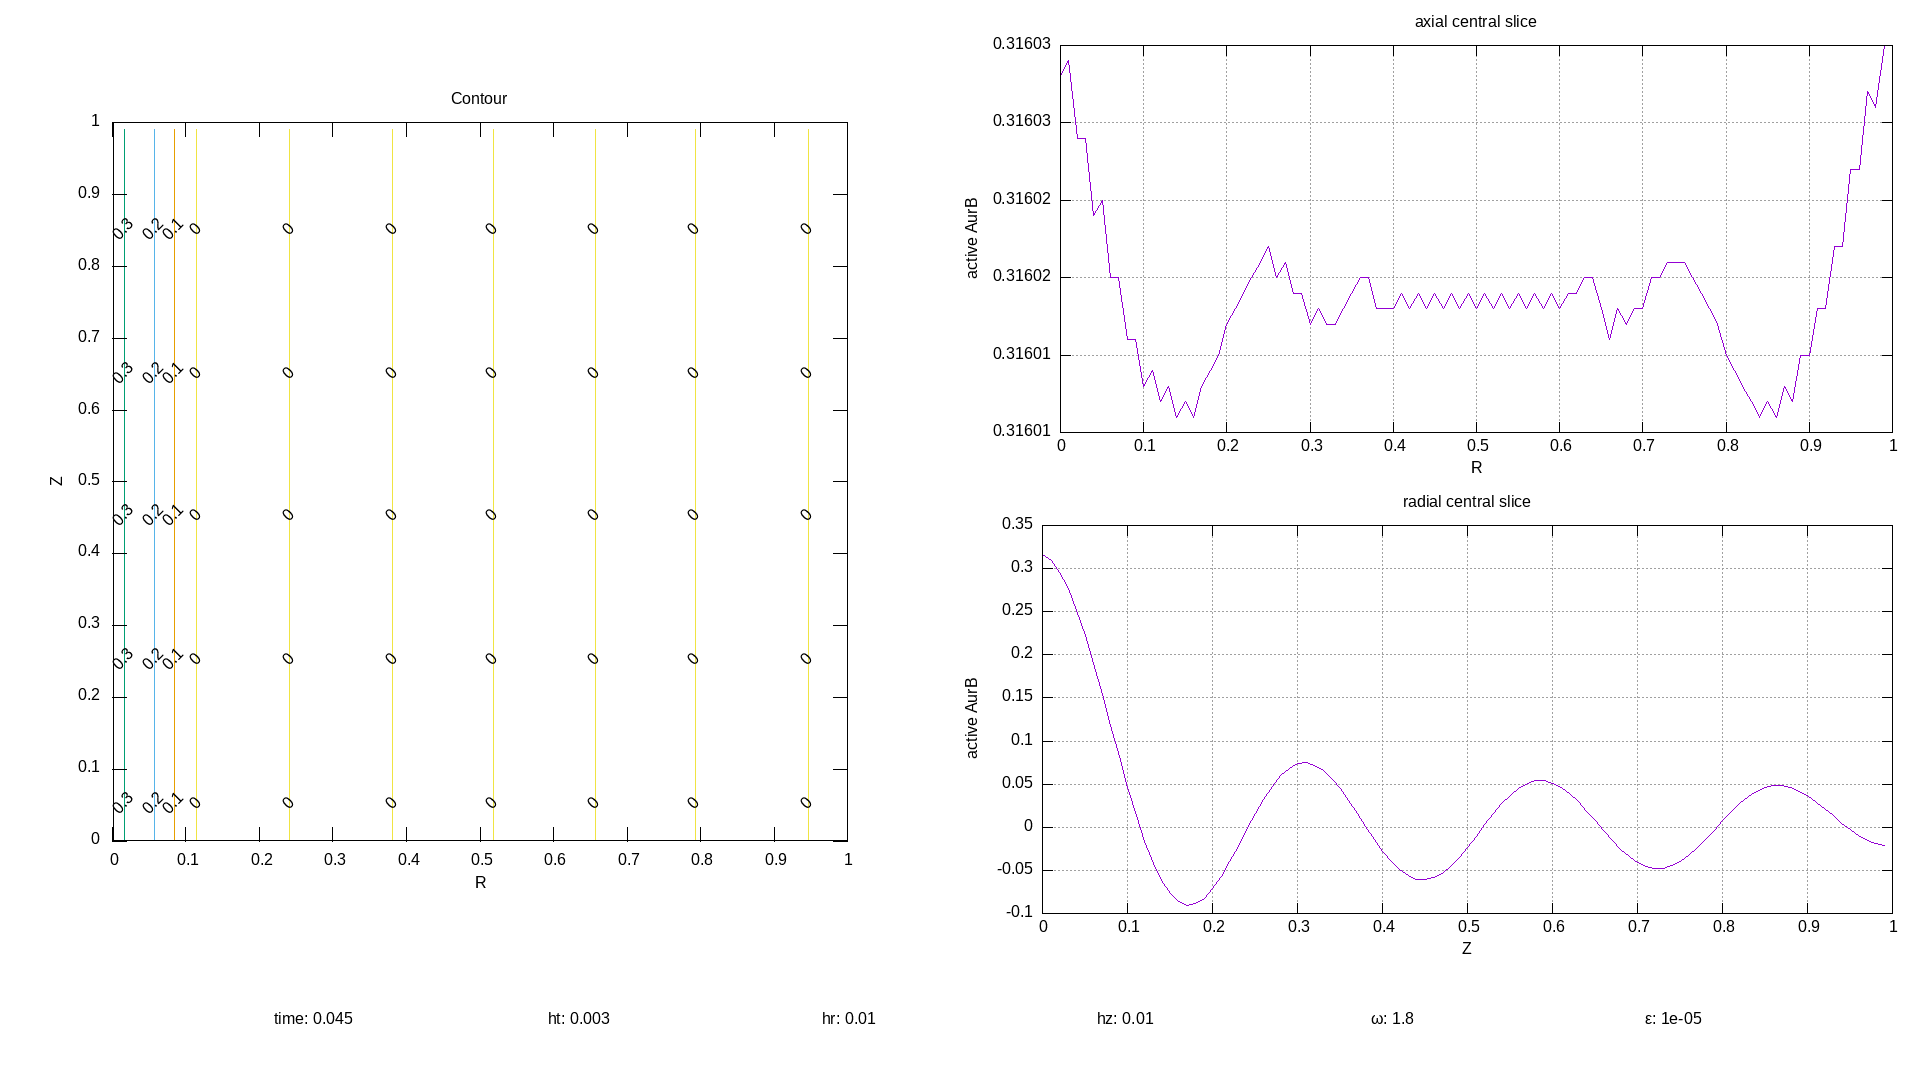 Contour
1
0.9
0.8
0.7
0.6
0.5
0.4
0.3
0.2
0.1
0
Z
0.3 0.2 0.1 0 0 0 0 0 0 0
0.3 0.2 0.1 0 0 0 0 0 0 0
0.3 0.2 0.1 0 0 0 0 0 0 0
0.3 0.2 0.1 0 0 0 0 0 0 0
0.3 0.2 0.1 0 0 0 0 0 0 0
0 0.1 0.2 0.3 0.4 0.5 0.6 0.7 0.8 0.9 1
R
axial central slice
0.31603
0.31603
0.31602
0.31602
0.31601
0.31601
active AurB
0 0.1 0.2 0.3 0.4 0.5 0.6 0.7 0.8 0.9 1
R
radial central slice
0.35
0.3
0.25
0.2
0.15
0.1
0.05
0
-0.05
-0.1
active AurB
0 0.1 0.2 0.3 0.4 0.5 0.6 0.7 0.8 0.9 1
Z
time: 0.045 ht: 0.003 hr: 0.01 hz: 0.01 ω: 1.8 ε: 1e-05